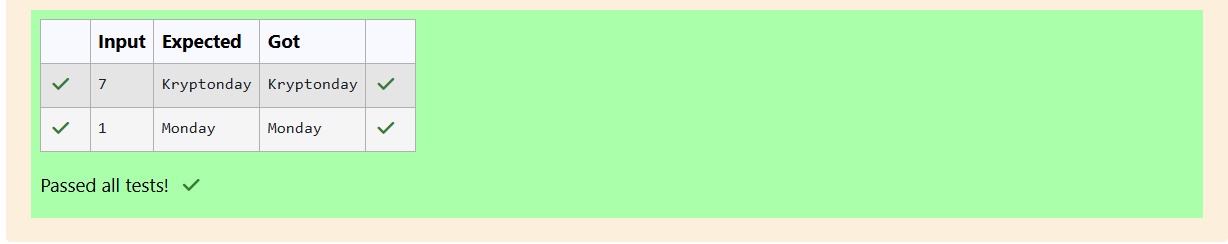 Input Expected Got
7 Kryptonday Kryptonday
1 Monday Monday
Passed all tests!